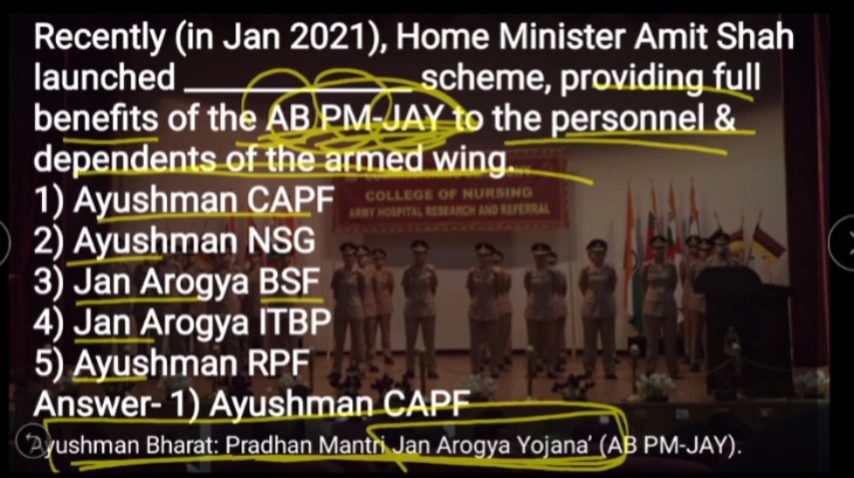 Recently (in Jan 2021), Home Minister Amit Shah
launched ____________ scheme, providing full
benefits of the AB PM-JAY to the personnel &
dependents of the armed wing.
COLLEGE OF NURSING
ARMY HOSPITAL RESEARCH AND REFERRAL
1) Ayushman CAPF
2) Ayushman NSG
3) Jan Arogya BSF
4) Jan Arogya ITBP
5) Ayushman RPF
Answer- 1) Ayushman CAPF
Ayushman Bharat: Pradhan Mantri Jan Arogya Yojana' (AB PM-JAY).